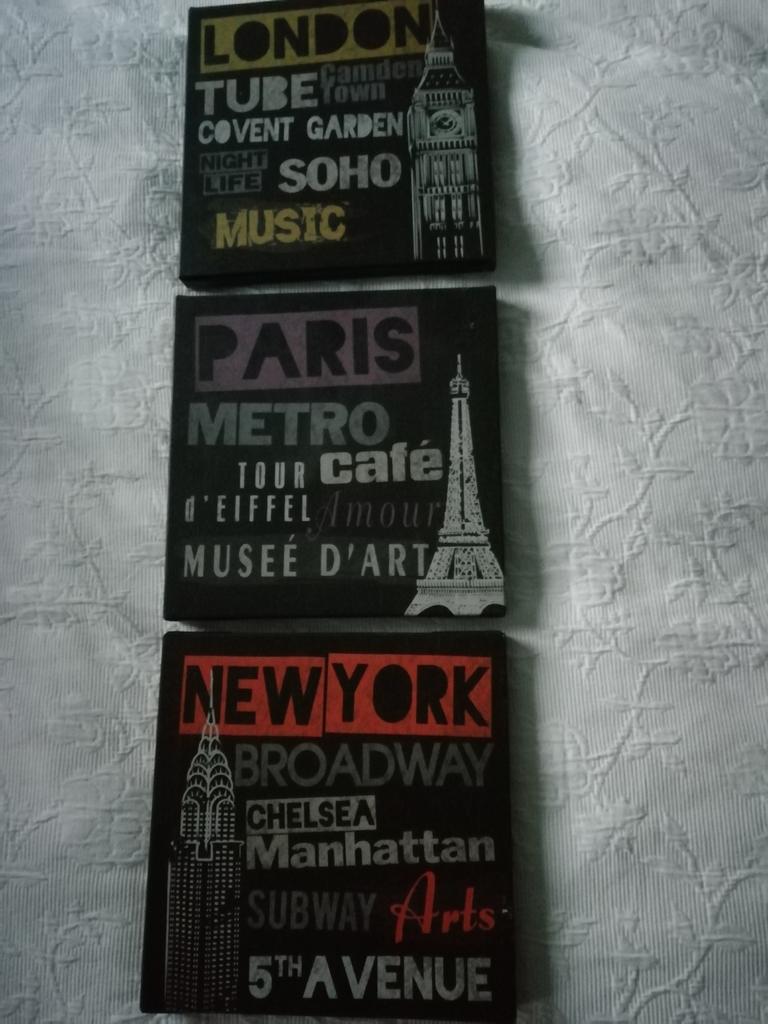 LONDON
TUBE Camden Town
COVENT GARDEN
NIGHT LIFE SOHO
MUSIC
PARIS
METRO
TOUR café
d'EIFFEL Amour
MUSEÉ D'ART
NEW YORK
BROADWAY
CHELSEA
Manhattan
SUBWAY Arts
5TH AVENUE